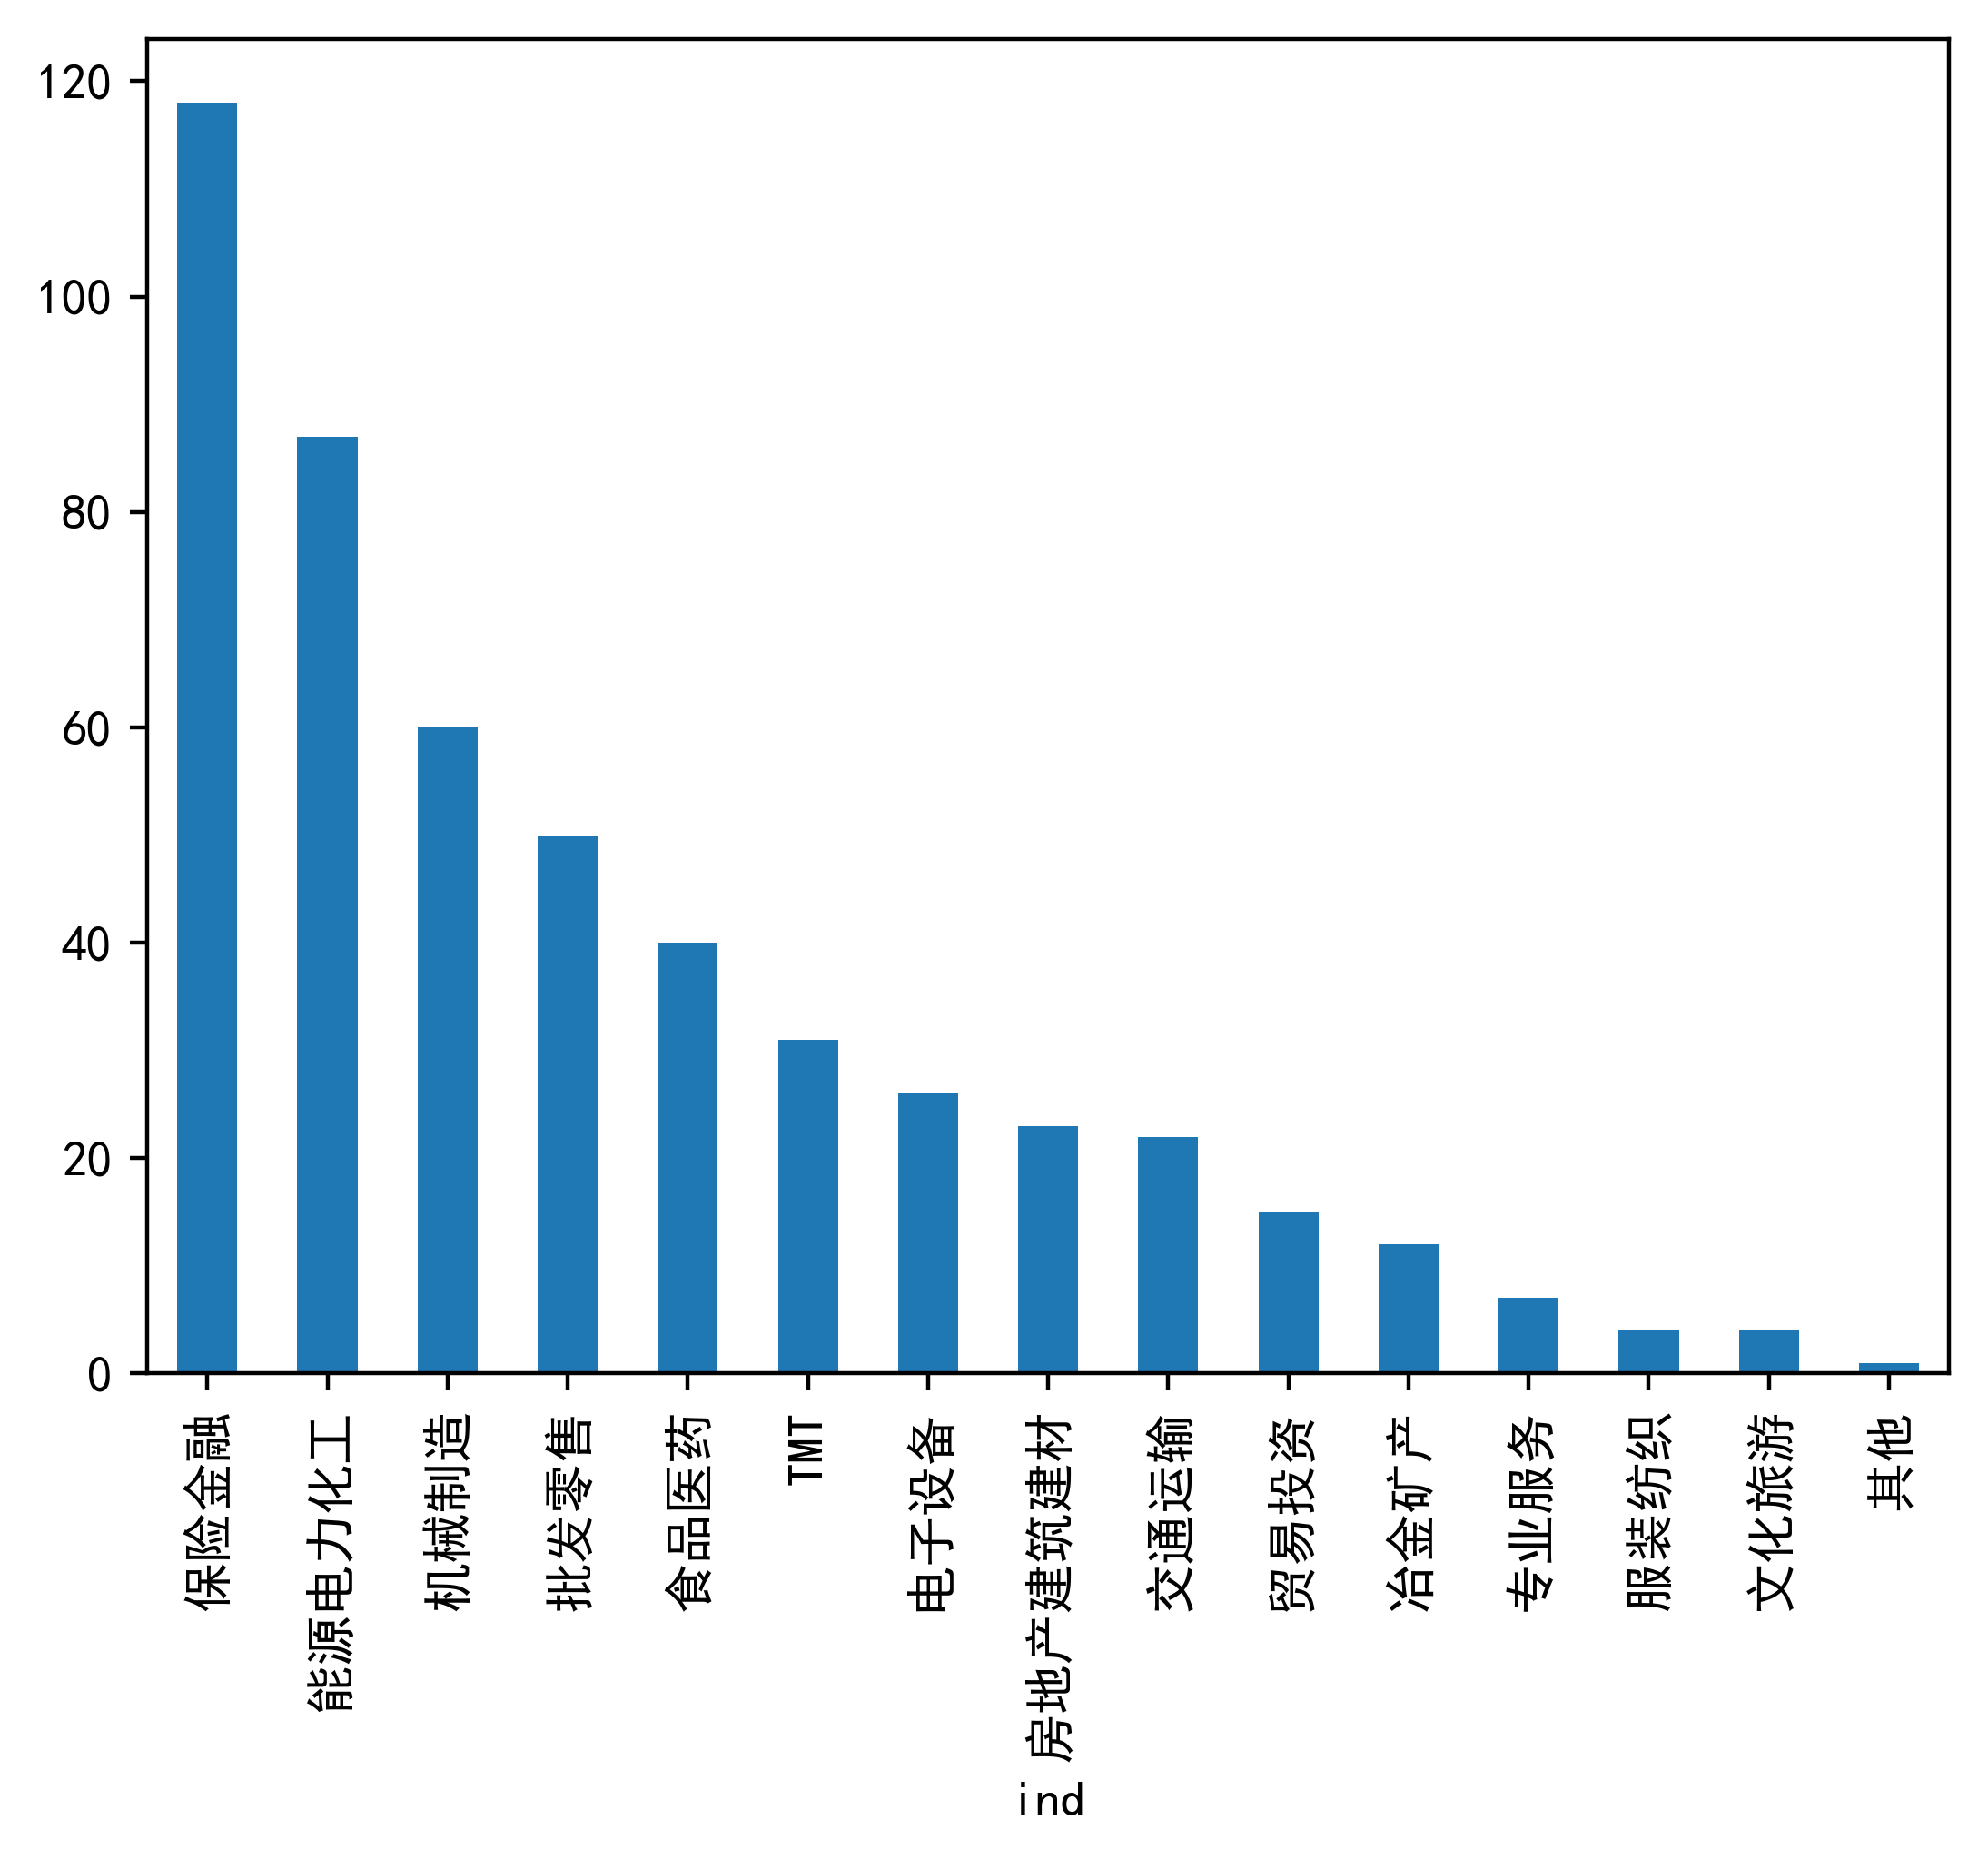 120
100
80
60
40
20
0
保险金融
能源电力化工
机械制造
批发零售
食品医药
TMT
电子设备
房地产建筑建材
交通运输
贸易投资
冶金矿产
专业服务
服装纺织
文化旅游
其他
ind